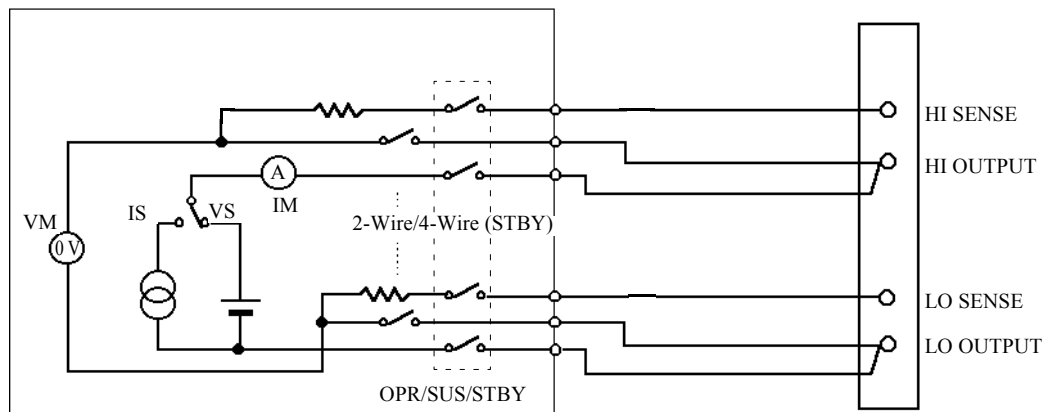 HI SENSE
HI OUTPUT
A
IM
IS
VS
VM
0 V
2-Wire/4-Wire (STBY)
LO SENSE
LO OUTPUT
OPR/SUS/STBY